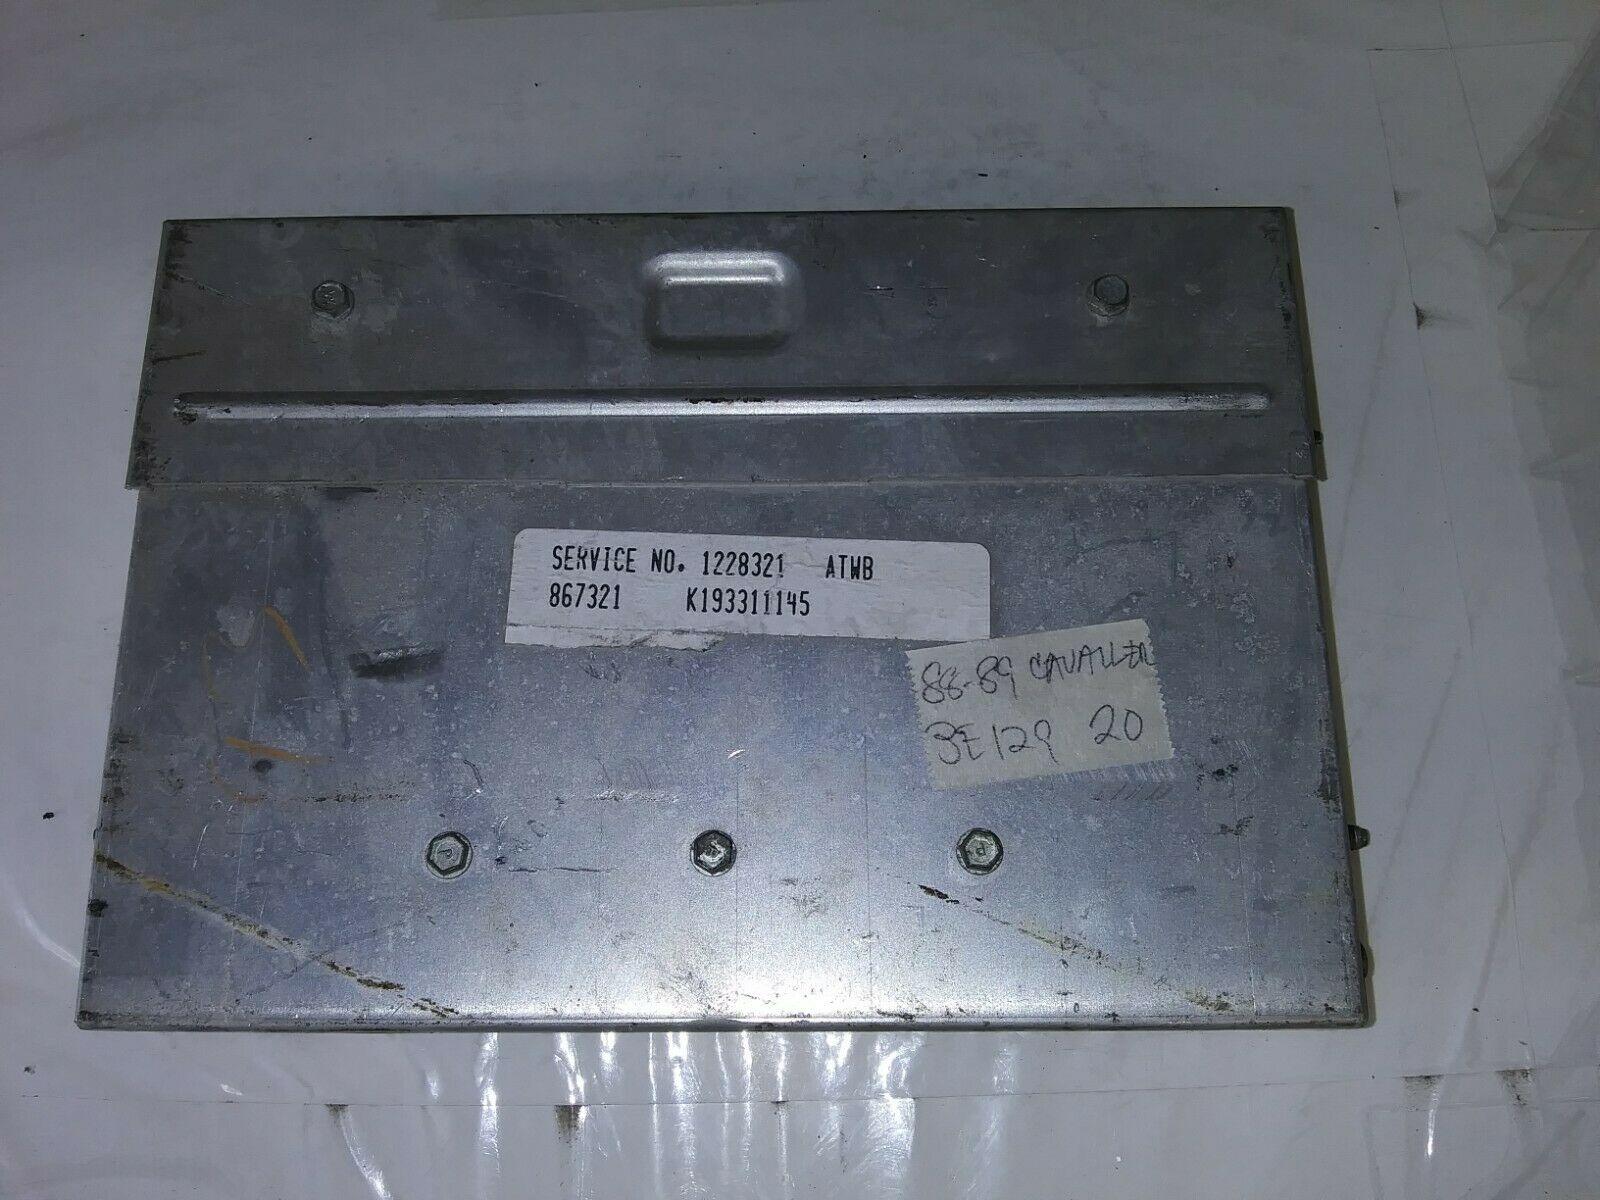 SERVICE NO. 1228321 ATWB
867321 K193311145
88-89 CAVALIER
3E129 20